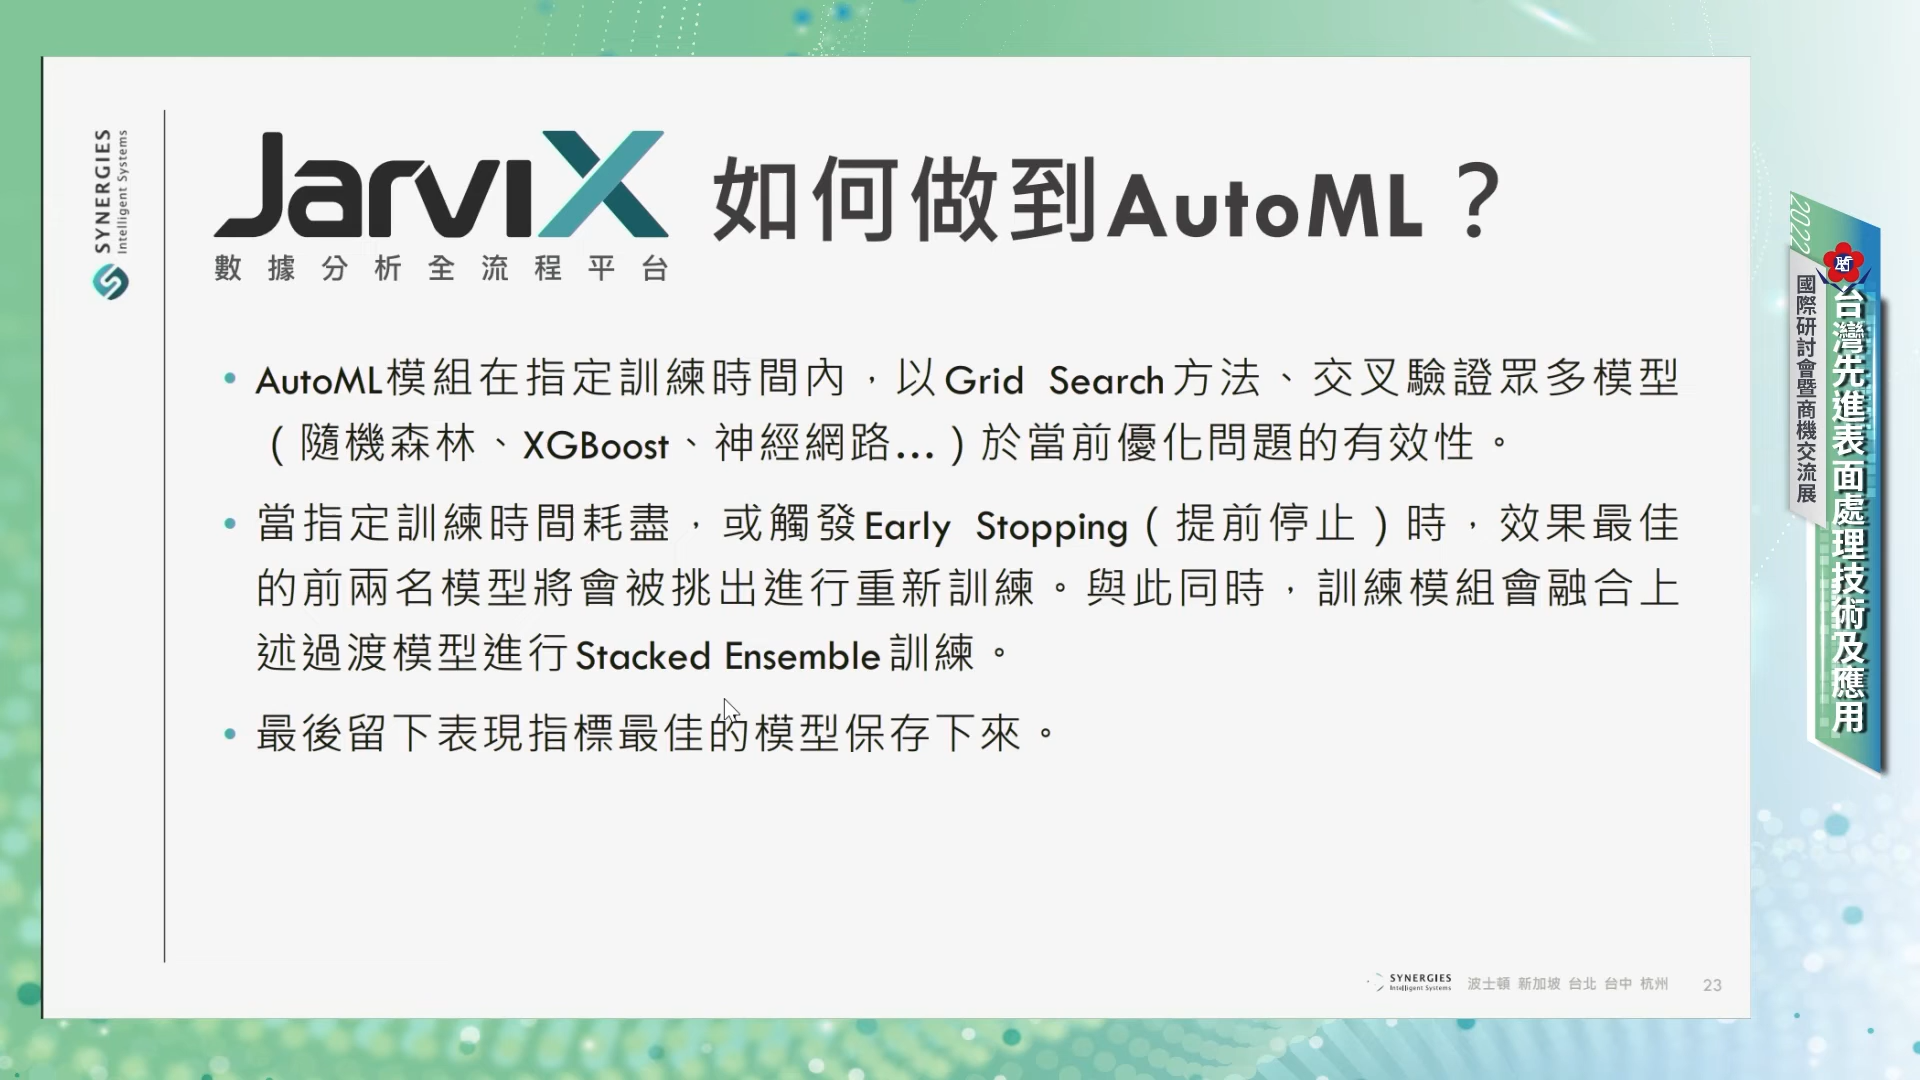 SYNERGIES
Intelligent Systems
JarviX 如何做到AutoML？
數據分析全流程平台
• AutoML模組在指定訓練時間內，以Grid Search方法、交叉驗證眾多模型
（隨機森林、XGBoost、神經網路...）於當前優化問題的有效性。
• 當指定訓練時間耗盡，或觸發Early Stopping（提前停止）時，效果最佳
的前兩名模型將會被挑出進行重新訓練。與此同時，訓練模組會融合上
述過渡模型進行Stacked Ensemble訓練。
• 最後留下表現指標最佳的模型保存下來。
SYNERGIES
Intelligent Systems
波士頓 新加坡 台北 台中 杭州
23
2022
台灣先進表面處理技術及應用
國際研討會暨商機交流展